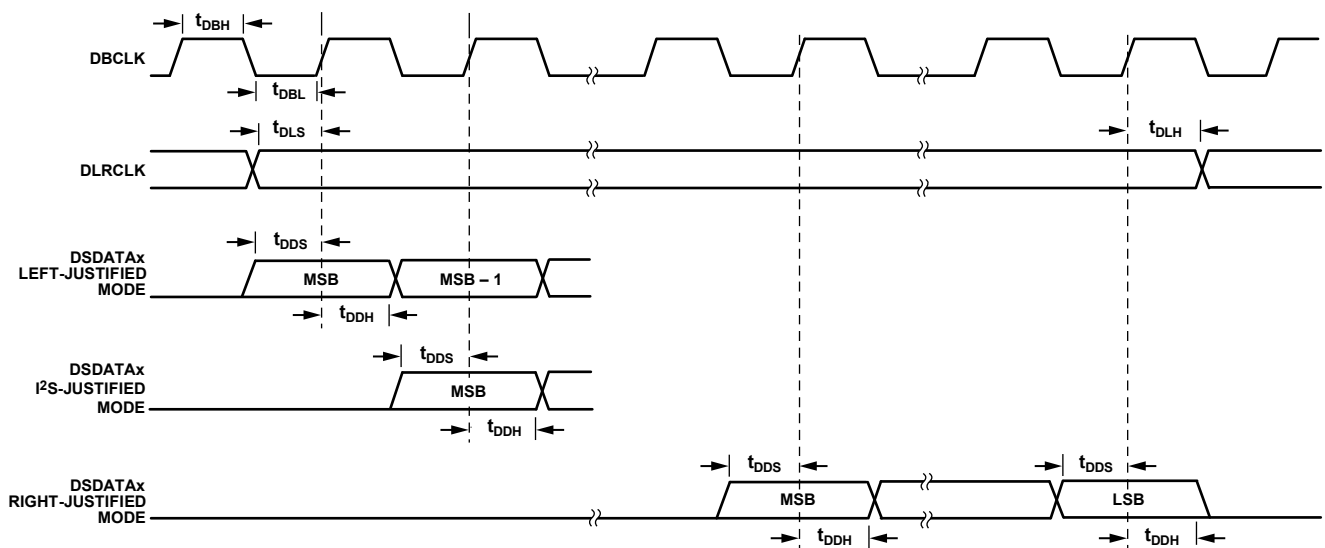 tDBH
DBCLK
tDBL
tDLS
tDLH
DLRCLK
tDDS
DSDATAx
LEFT-JUSTIFIED
MODE
MSB
MSB – 1
tDDH
tDDS
DSDATAx
I2S-JUSTIFIED
MODE
MSB
tDDH
tDDS
tDDS
DSDATAx
RIGHT-JUSTIFIED
MODE
MSB
LSB
tDDH
tDDH